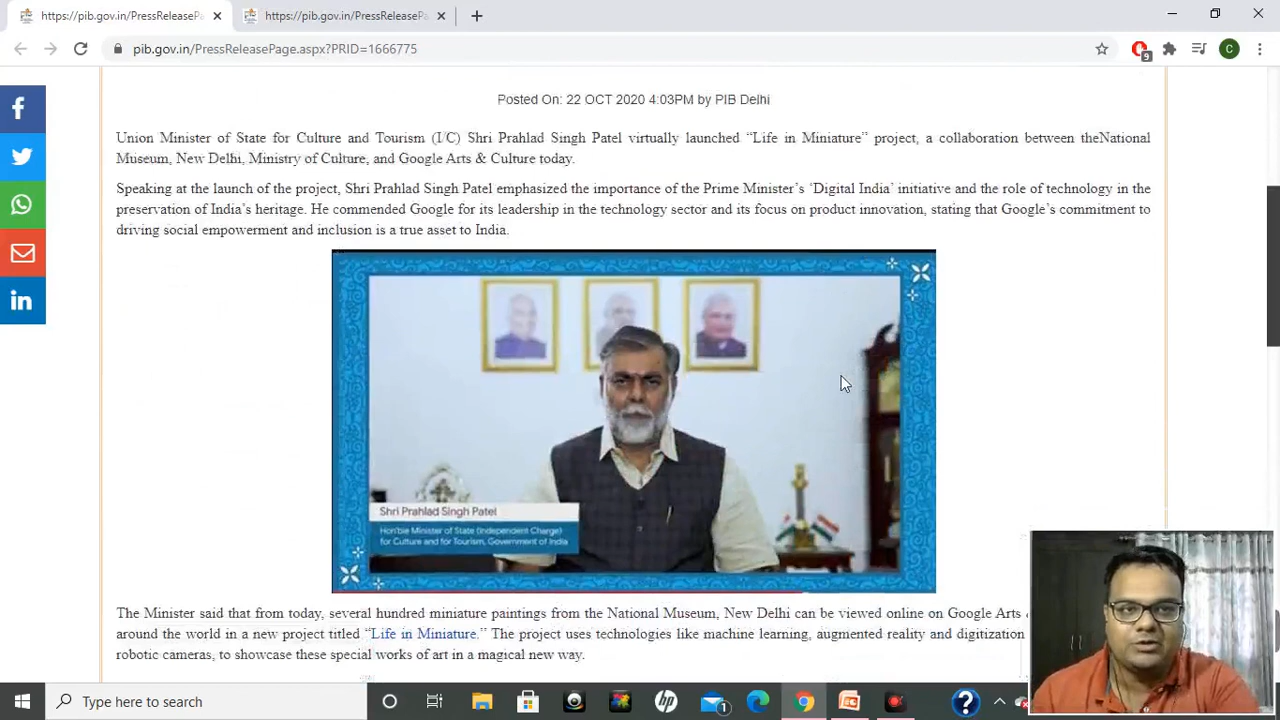 https://pib.gov.in/PressReleaseP
https://pib.gov.in/PressReleaseP
pib.gov.in/PressReleasePage.aspx?PRID=1666775
9
C
Posted On: 22 OCT 2020 4:03PM by PIB Delhi
Union Minister of State for Culture and Tourism (I/C) Shri Prahlad Singh Patel virtually launched “Life in Miniature” project, a collaboration between theNational
Museum, New Delhi, Ministry of Culture, and Google Arts & Culture today.
Speaking at the launch of the project, Shri Prahlad Singh Patel emphasized the importance of the Prime Minister’s ‘Digital India’ initiative and the role of technology in the
preservation of India’s heritage. He commended Google for its leadership in the technology sector and its focus on product innovation, stating that Google’s commitment to
driving social empowerment and inclusion is a true asset to India.
Shri Prahlad Singh Patel
Hon'ble Minister of State (Independent Charge)
for Culture and for Tourism, Government of India
The Minister said that from today, several hundred miniature paintings from the National Museum, New Delhi can be viewed online on Google Arts
around the world in a new project titled “Life in Miniature.” The project uses technologies like machine learning, augmented reality and digitization
robotic cameras, to showcase these special works of art in a magical new way.
Type here to search
hp
1
?